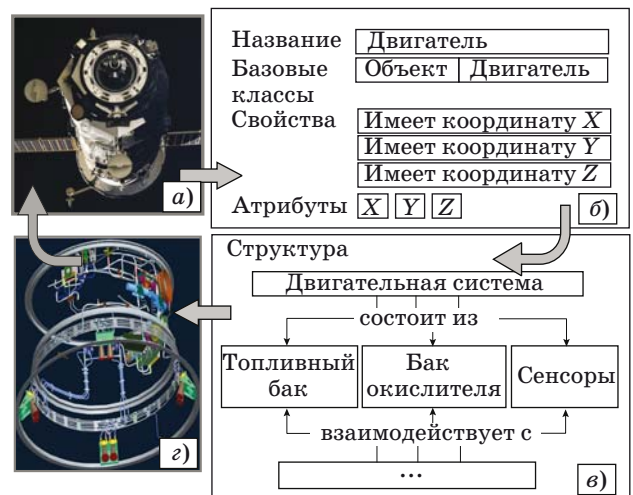 а)
Название Двигатель
Базовые Объект Двигатель
классы
Свойства Имеет координату X
Имеет координату Y
Имеет координату Z
Атрибуты X Y Z
б)
Структура
Двигательная система
состоит из
Топливный
бак
Бак
окислителя
Сенсоры
взаимодействует с
...
в)
г)